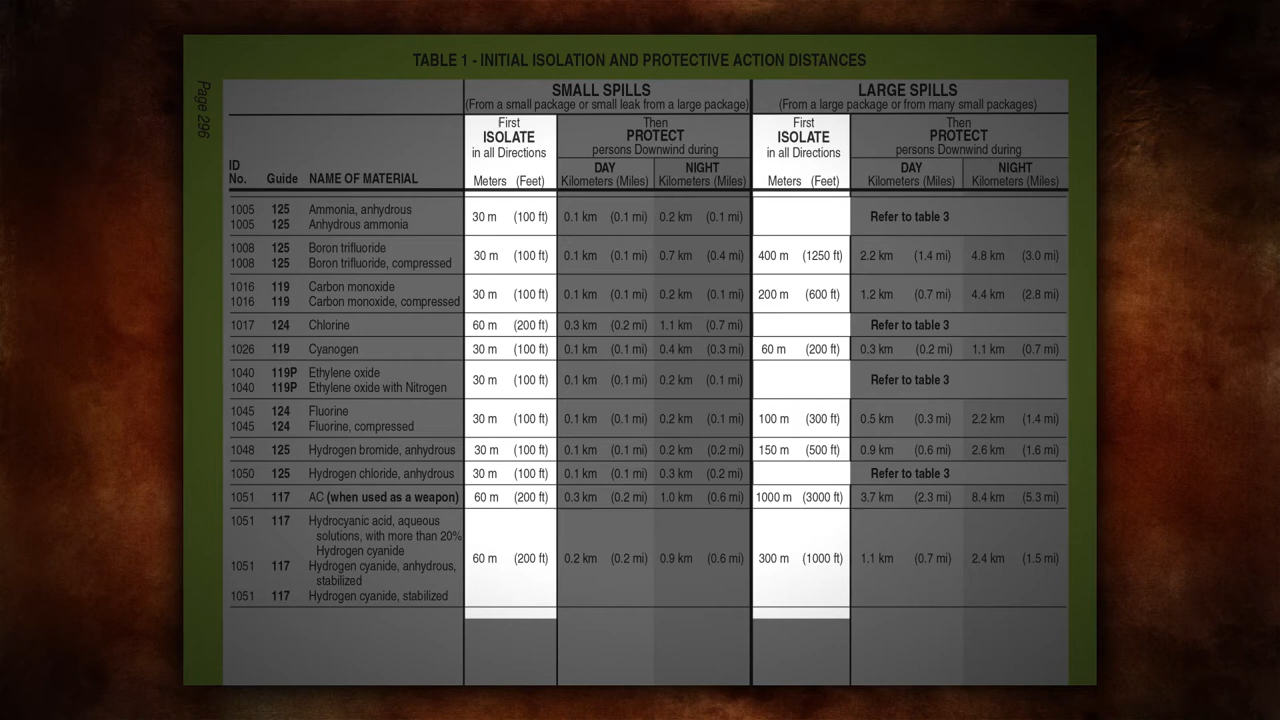 TABLE 1 - INITIAL ISOLATION AND PROTECTIVE ACTION DISTANCES
Page 296
SMALL SPILLS
(From a small package or small leak from a large package)
LARGE SPILLS
(From a large package or from many small packages)
First
ISOLATE
in all Directions
Then
PROTECT
persons Downwind during
First
ISOLATE
in all Directions
Then
PROTECT
persons Downwind during
ID
No. Guide NAME OF MATERIAL
Meters (Feet)
DAY
Kilometers (Miles)
NIGHT
Kilometers (Miles)
Meters (Feet)
DAY
Kilometers (Miles)
NIGHT
Kilometers (Miles)
1005 125 Ammonia, anhydrous
1005 125 Anhydrous ammonia
30 m (100 ft) 0.1 km (0.1 mi) 0.2 km (0.1 mi) Refer to table 3
1008 125 Boron trifluoride
1008 125 Boron trifluoride, compressed
30 m (100 ft) 0.1 km (0.1 mi) 0.7 km (0.4 mi) 400 m (1250 ft) 2.2 km (1.4 mi) 4.8 km (3.0 mi)
1016 119 Carbon monoxide
1016 119 Carbon monoxide, compressed
30 m (100 ft) 0.1 km (0.1 mi) 0.2 km (0.1 mi) 200 m (600 ft) 1.2 km (0.7 mi) 4.4 km (2.8 mi)
1017 124 Chlorine 60 m (200 ft) 0.3 km (0.2 mi) 1.1 km (0.7 mi) Refer to table 3
1026 119 Cyanogen 30 m (100 ft) 0.1 km (0.1 mi) 0.4 km (0.3 mi) 60 m (200 ft) 0.3 km (0.2 mi) 1.1 km (0.7 mi)
1040 119P Ethylene oxide
1040 119P Ethylene oxide with Nitrogen
30 m (100 ft) 0.1 km (0.1 mi) 0.2 km (0.1 mi) Refer to table 3
1045 124 Fluorine
1045 124 Fluorine, compressed
30 m (100 ft) 0.1 km (0.1 mi) 0.2 km (0.1 mi) 100 m (300 ft) 0.5 km (0.3 mi) 2.2 km (1.4 mi)
1048 125 Hydrogen bromide, anhydrous 30 m (100 ft) 0.1 km (0.1 mi) 0.2 km (0.2 mi) 150 m (500 ft) 0.9 km (0.6 mi) 2.6 km (1.6 mi)
1050 125 Hydrogen chloride, anhydrous 30 m (100 ft) 0.1 km (0.1 mi) 0.3 km (0.2 mi) Refer to table 3
1051 117 AC (when used as a weapon) 60 m (200 ft) 0.3 km (0.2 mi) 1.0 km (0.6 mi) 1000 m (3000 ft) 3.7 km (2.3 mi) 8.4 km (5.3 mi)
1051 117 Hydrocyanic acid, aqueous
solutions, with more than 20%
Hydrogen cyanide
1051 117 Hydrogen cyanide, anhydrous,
stabilized
1051 117 Hydrogen cyanide, stabilized
60 m (200 ft) 0.2 km (0.2 mi) 0.9 km (0.6 mi) 300 m (1000 ft) 1.1 km (0.7 mi) 2.4 km (1.5 mi)